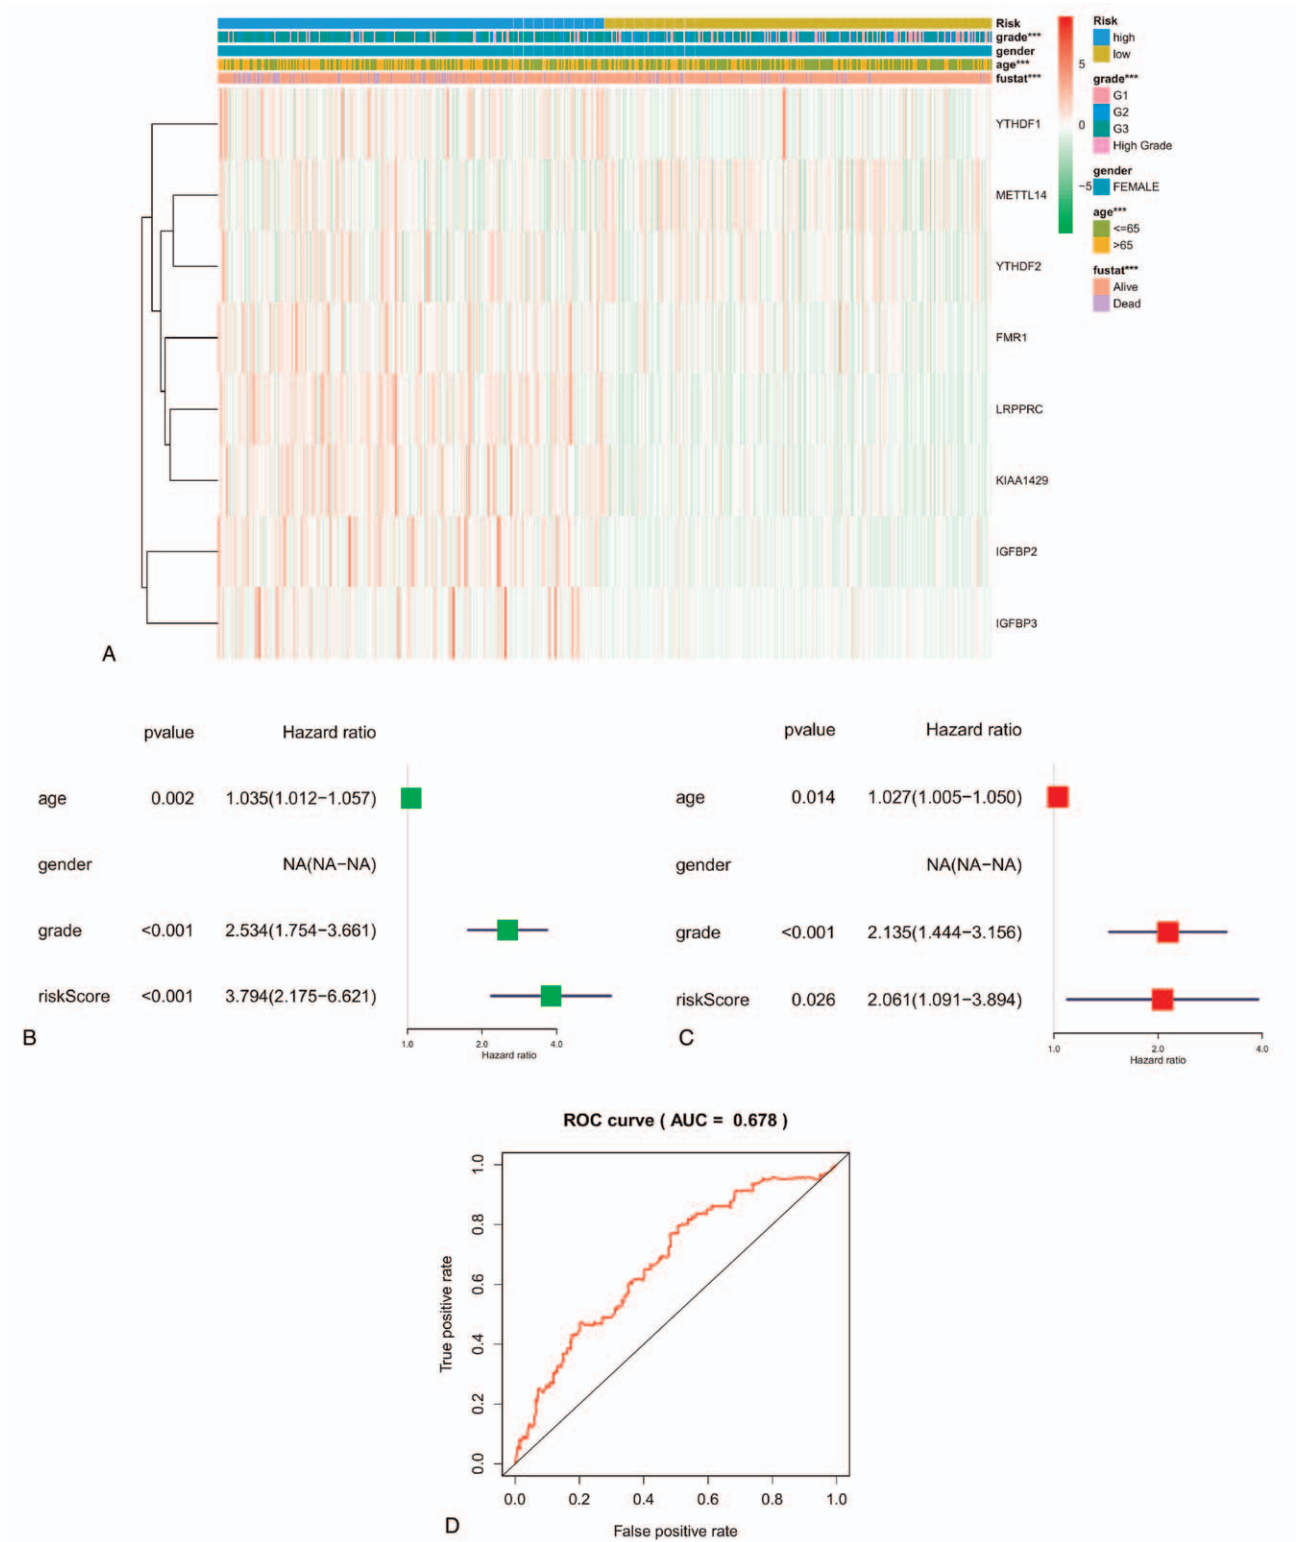 Risk
grade***
gender
age***
fustat***
YTHDF1
METTL14
YTHDF2
FMR1
LRPPRC
KIAA1429
IGFBP2
IGFBP3
5
0
−5
Risk
high
low
grade***
G1
G2
G3
High Grade
gender
FEMALE
age***
<=65
>65
fustat***
Alive
Dead
A
pvalue Hazard ratio
age 0.002 1.035(1.012−1.057)
gender NA(NA−NA)
grade <0.001 2.534(1.754−3.661)
riskScore <0.001 3.794(2.175−6.621)
1.0 2.0 4.0
Hazard ratio
B
pvalue Hazard ratio
age 0.014 1.027(1.005−1.050)
gender NA(NA−NA)
grade <0.001 2.135(1.444−3.156)
riskScore 0.026 2.061(1.091−3.894)
1.0 2.0 4.0
Hazard ratio
C
ROC curve ( AUC = 0.678 )
True positive rate
1.0
0.8
0.6
0.4
0.2
0.0
0.0 0.2 0.4 0.6 0.8 1.0
False positive rate
D